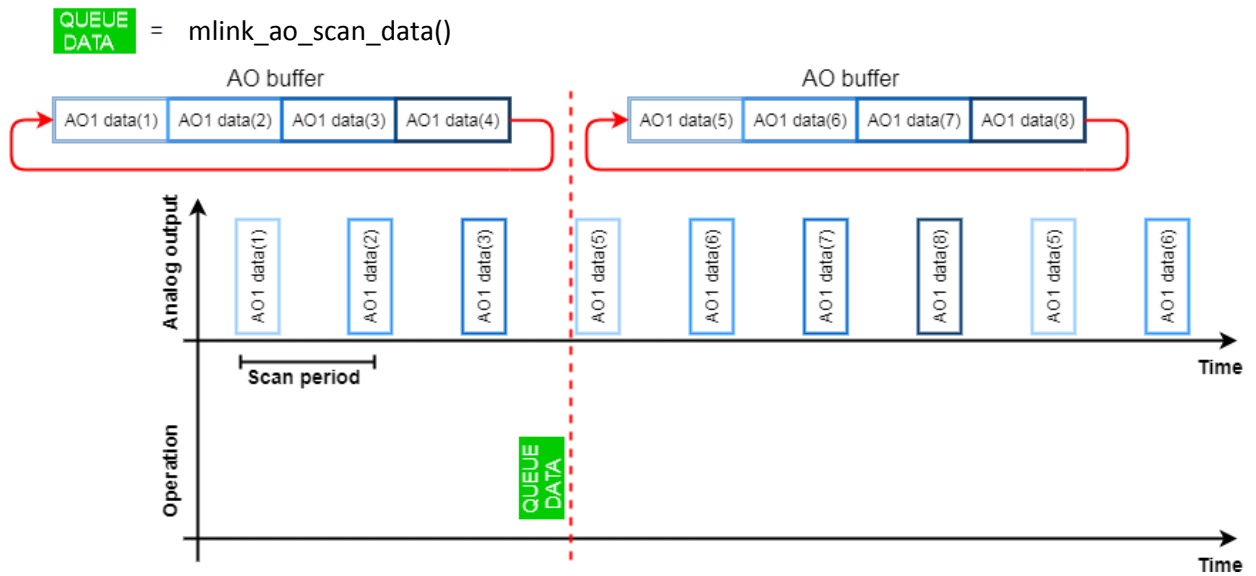 QUEUE
DATA = mlink_ao_scan_data()
AO buffer
AO buffer
AO1 data(1) AO1 data(2) AO1 data(3) AO1 data(4)
AO1 data(5) AO1 data(6) AO1 data(7) AO1 data(8)
Analog output
AO1 data(1)
AO1 data(2)
AO1 data(3)
AO1 data(5)
AO1 data(6)
AO1 data(7)
AO1 data(8)
AO1 data(5)
AO1 data(6)
Time
Scan period
Operation
QUEUE
DATA
Time